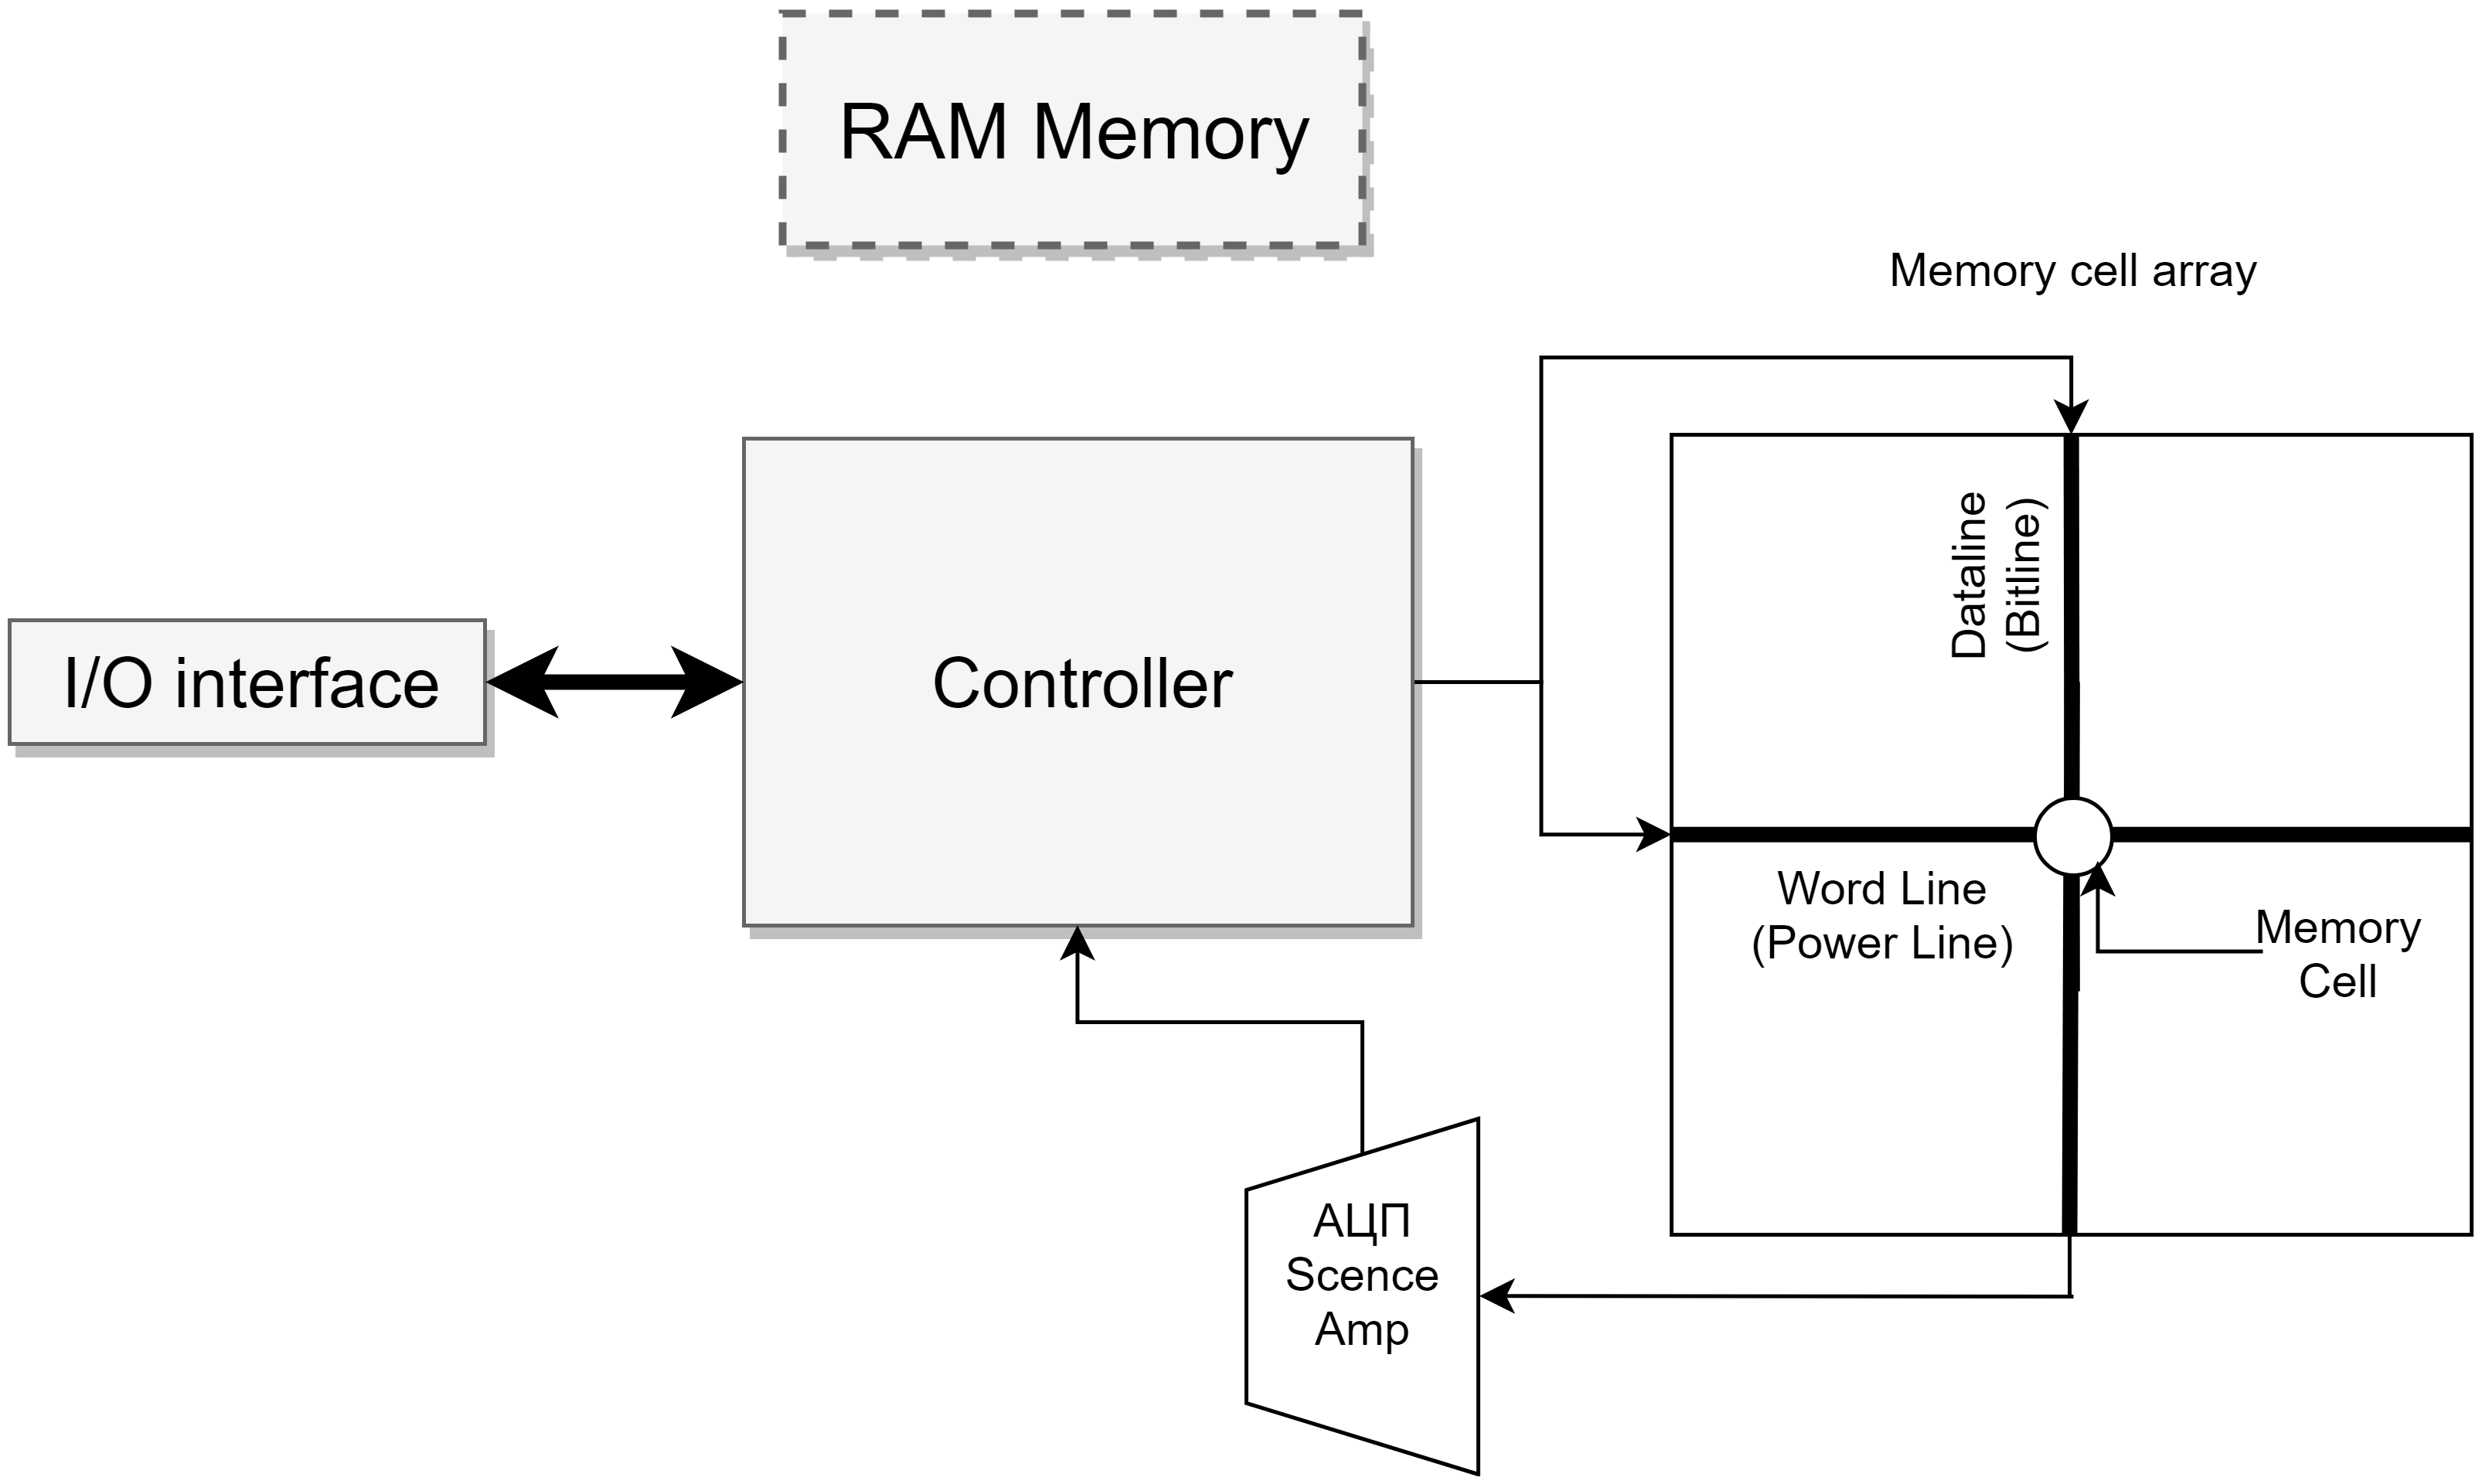 RAM Memory
Memory cell array
Dataline
(Bitline)
I/O interface
Controller
Word Line
(Power Line)
Memory
Cell
АЦП
Scence
Amp